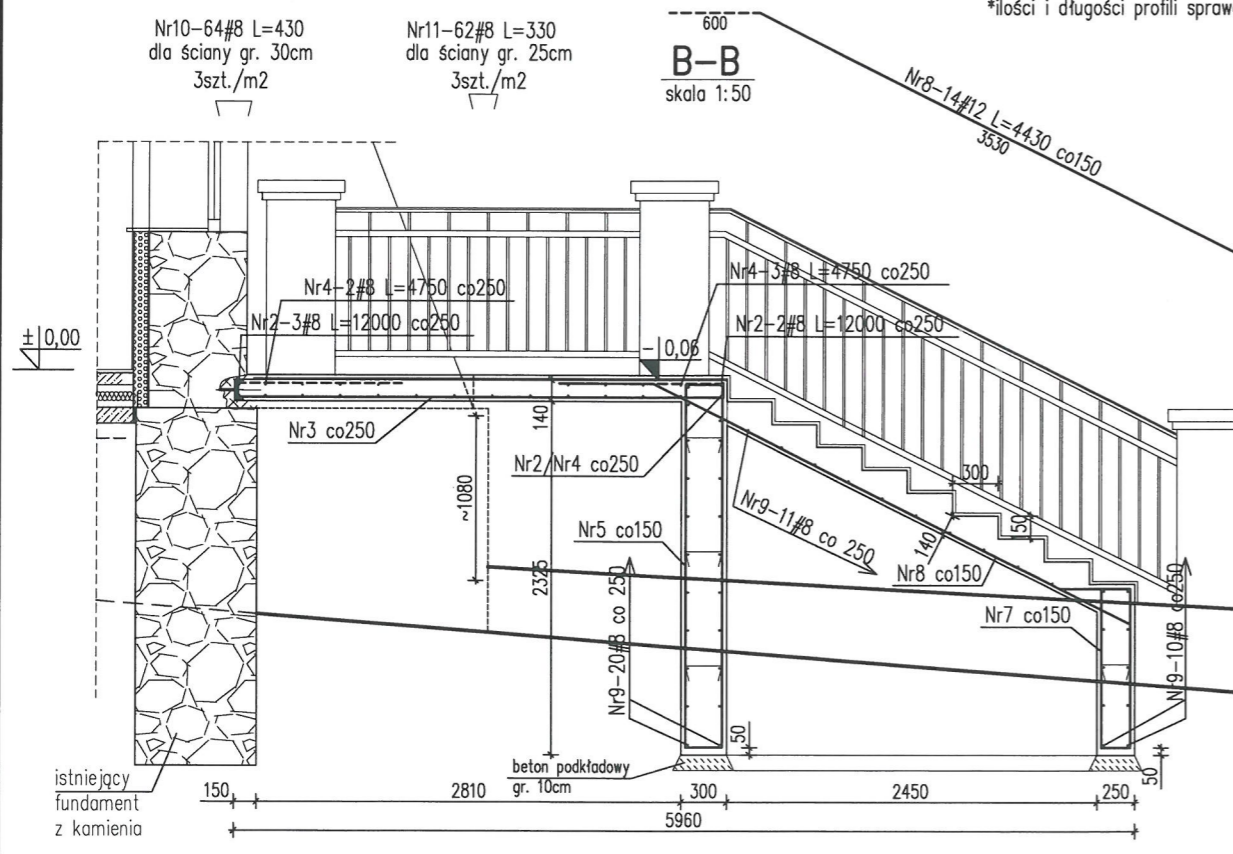 *ilości i długości profili spraw
Nr10-64#8 L=430
dla ściany gr. 30cm
3szt./m2
Nr11-62#8 L=330
dla ściany gr. 25cm
3szt./m2
600
B-B
skala 1:50
Nr8-14#12 L=4430 co150
3530
Nr4-2#8 L=4750 co250
Nr4-3#8 L=4750 co250
Nr2-3#8 L=12000 co250
Nr2-2#8 L=12000 co250
±0,00
-0,06
Nr3 co250
140
Nr2/Nr4 co250
300
~1080
Nr9-11#8 co 250
150
140
Nr5 co150
Nr8 co150
2325
Nr9-20#8 co 250
Nr7 co150
Nr9-10#8 co250
50
50
beton podkładowy
gr. 10cm
istniejący
fundament
z kamienia
150
2810
300
2450
250
5960